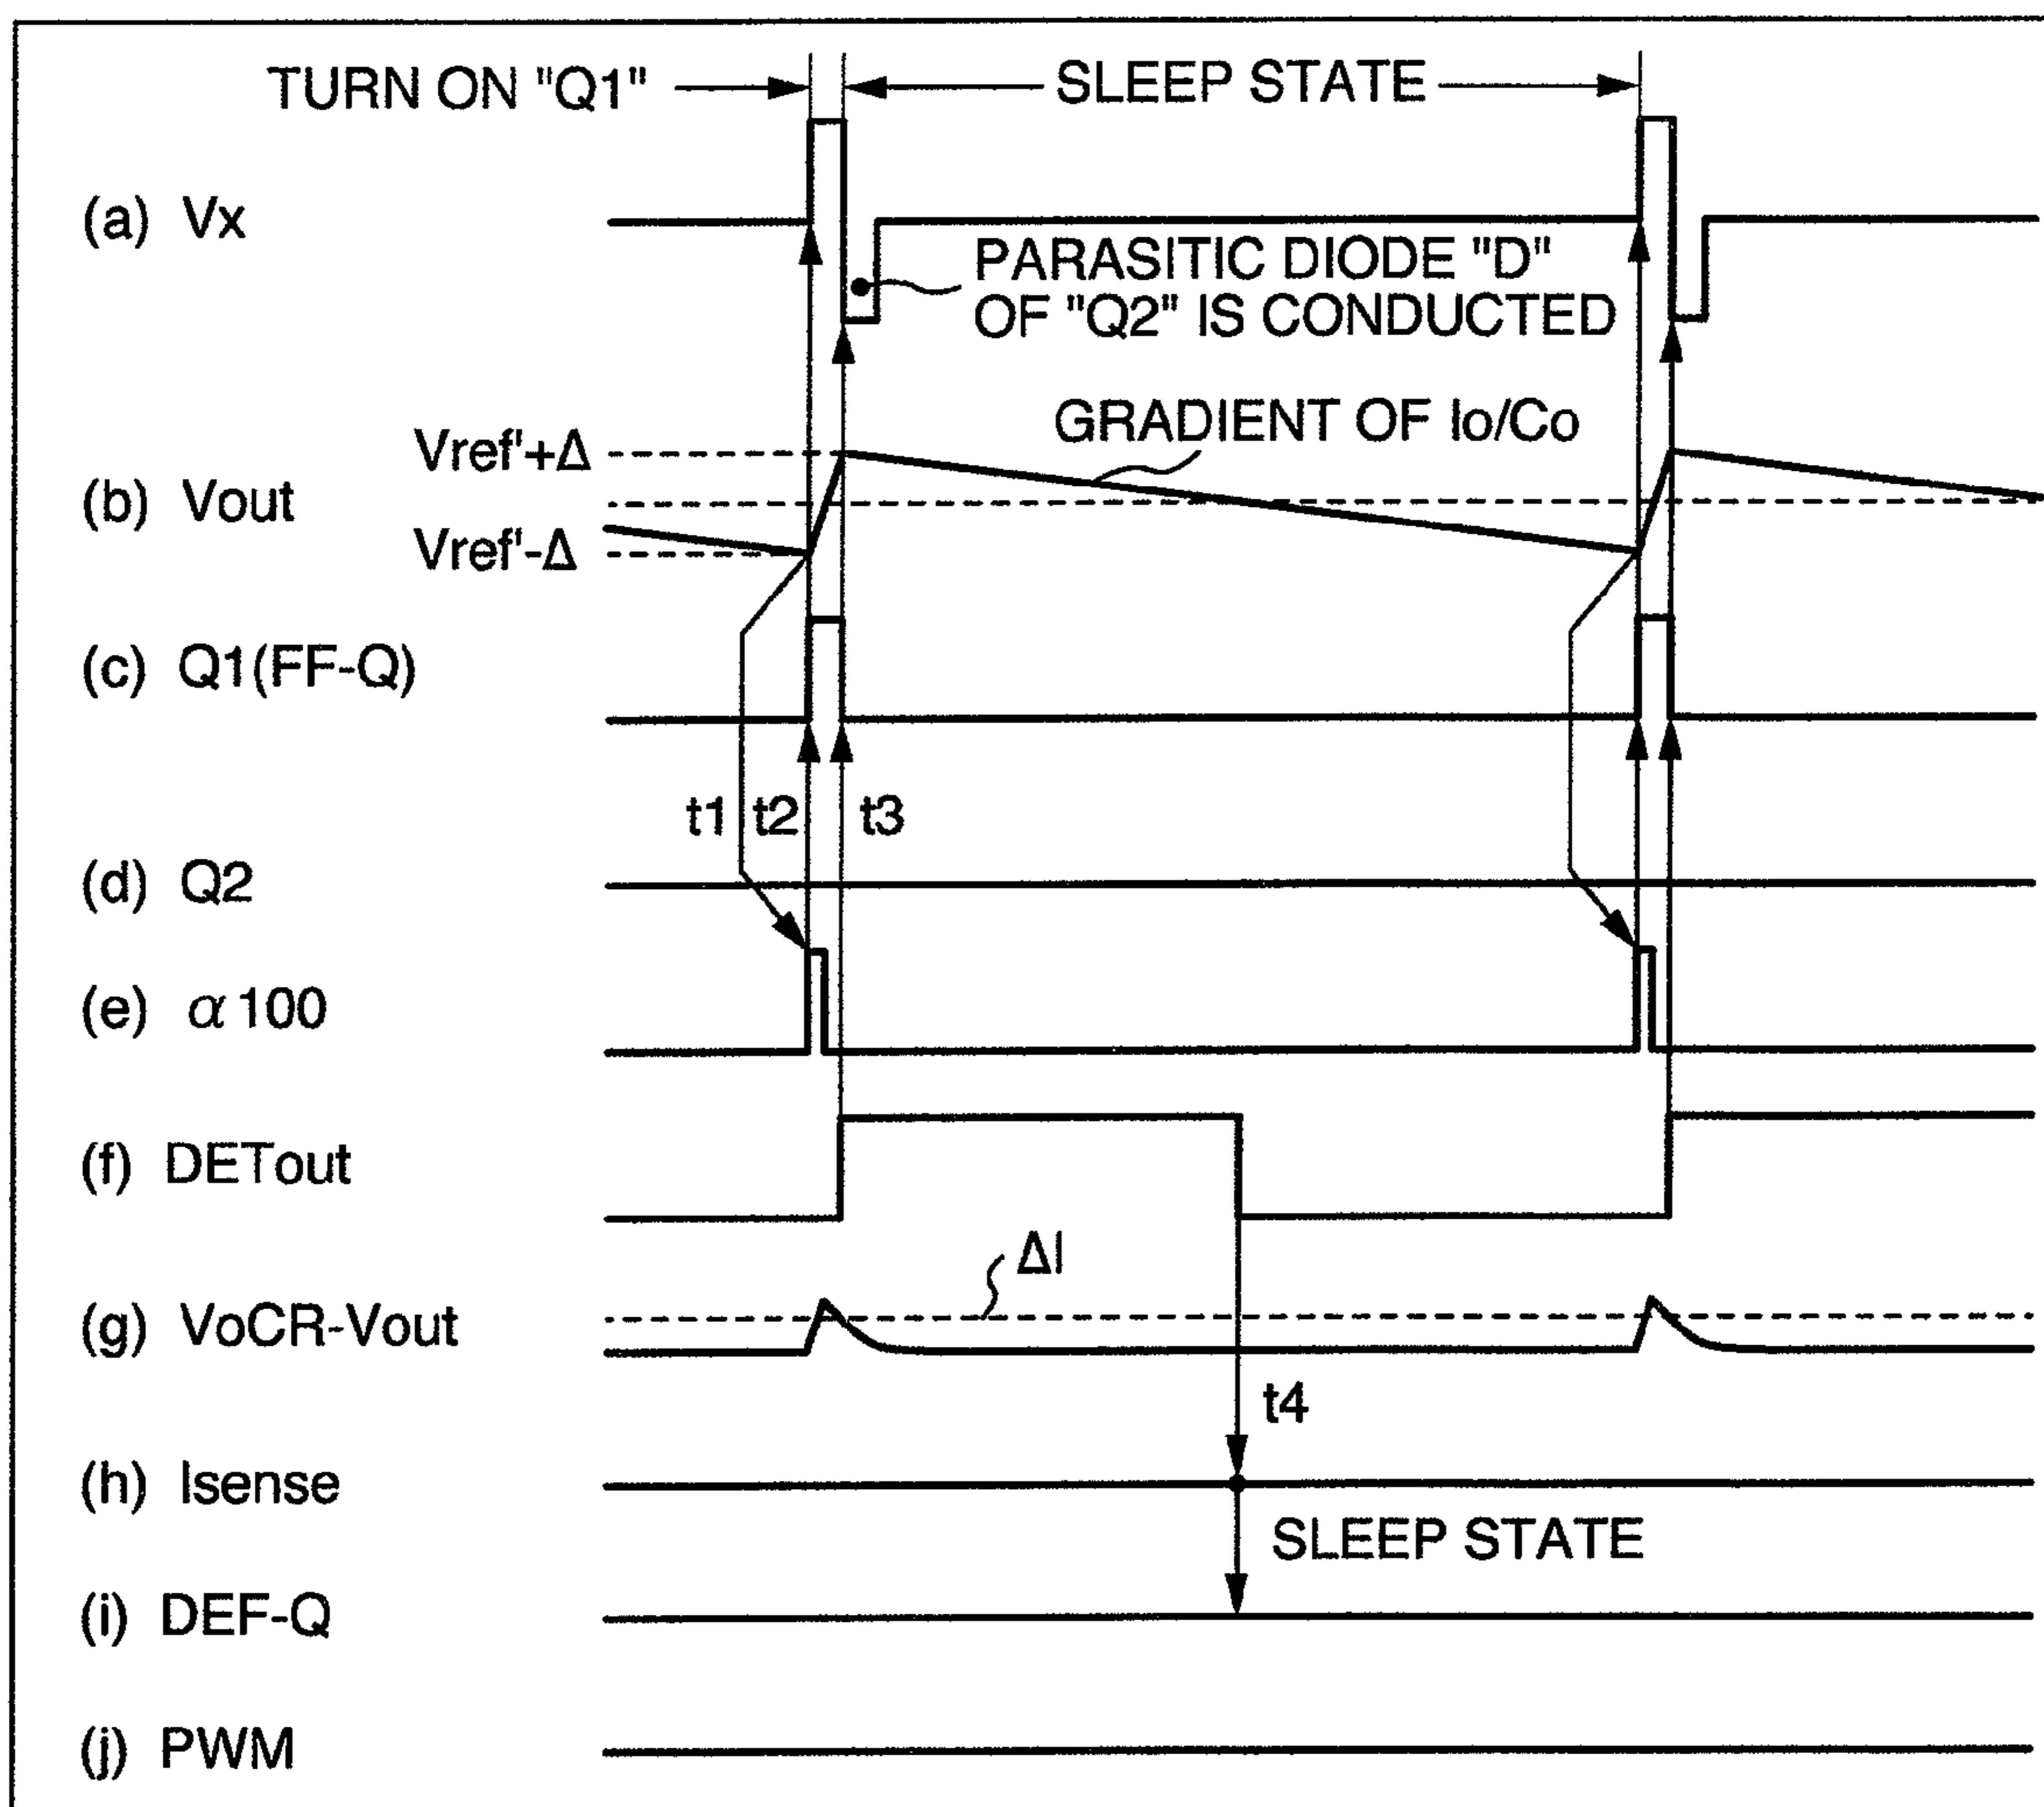 TURN ON "Q1"
SLEEP STATE
(a) Vx
PARASITIC DIODE "D"
OF "Q2" IS CONDUCTED
GRADIENT OF Io/Co
Vref'+Δ
(b) Vout
Vref'-Δ
(c) Q1(FF-Q)
t1 t2 t3
(d) Q2
(e) α100
(f) DETout
ΔI
(g) VoCR-Vout
t4
(h) Isense
SLEEP STATE
(i) DEF-Q
(j) PWM